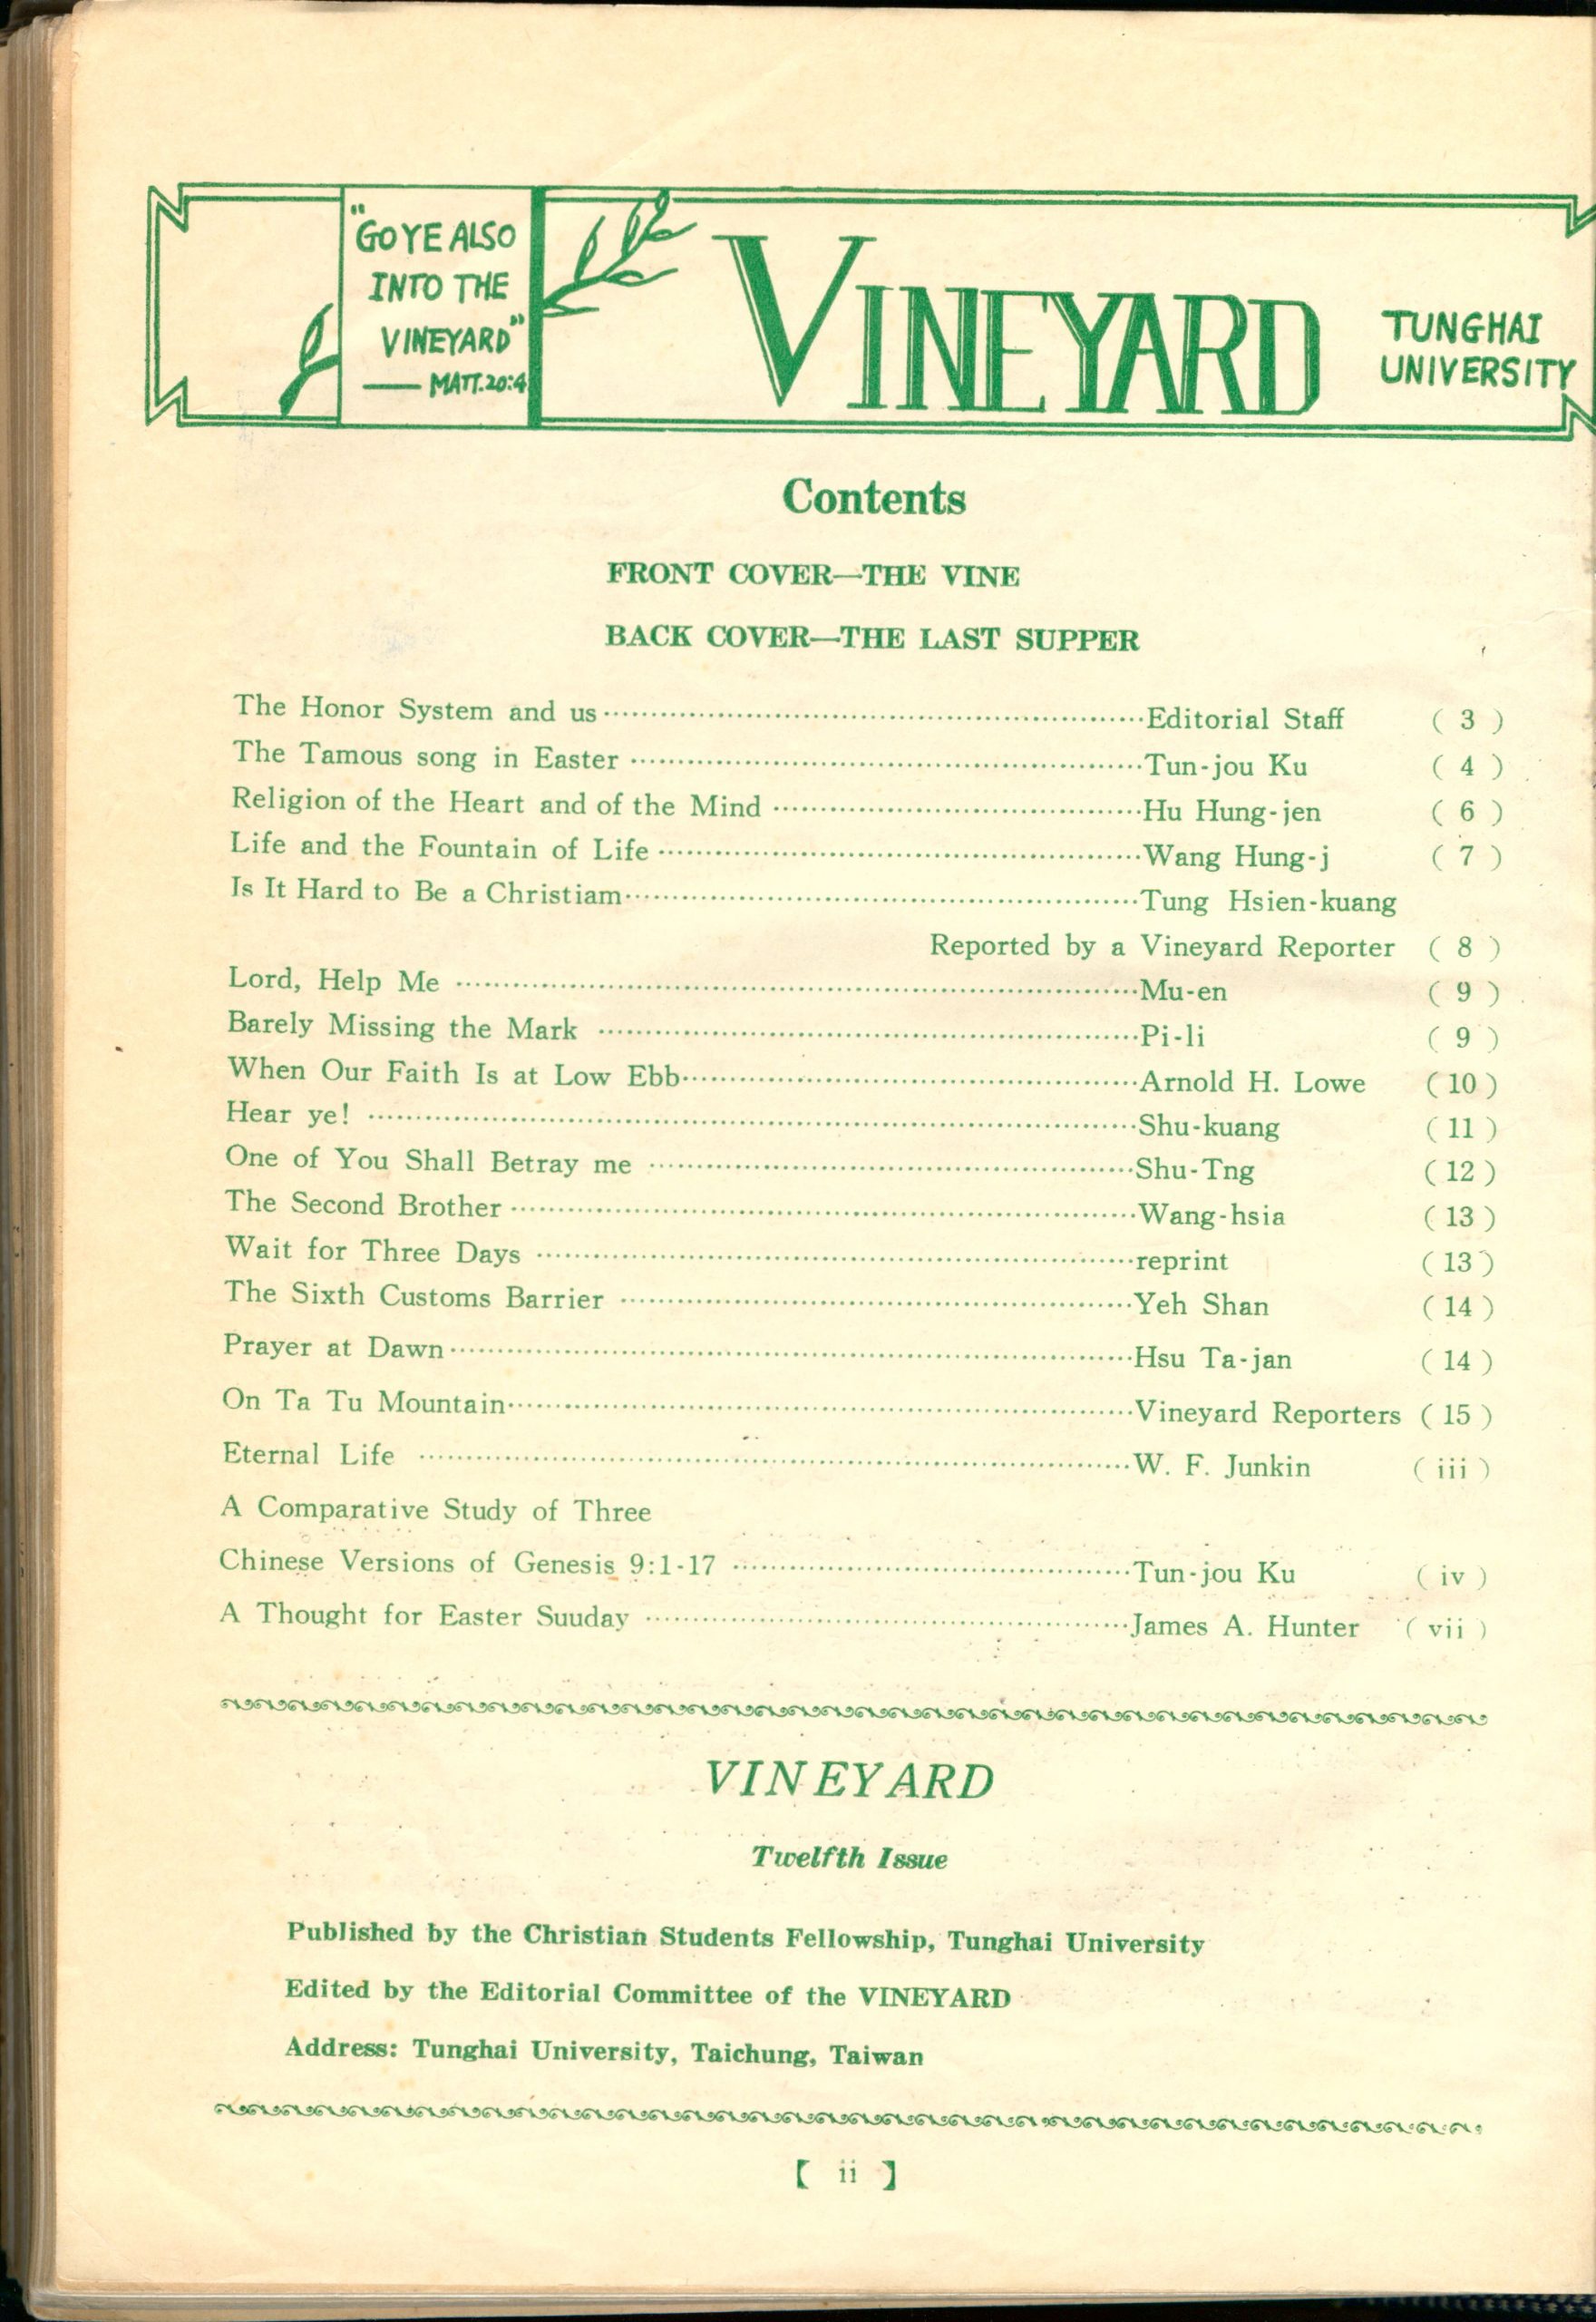 "GO YE ALSO
INTO THE
VINEYARD"
—— MATT. 20:4
VINEYARD
TUNGHAI
UNIVERSITY
Contents
FRONT COVER—THE VINE
BACK COVER—THE LAST SUPPER
The Honor System and us ········ Editorial Staff ( 3 )
The Tamous song in Easter ········ Tun-jou Ku ( 4 )
Religion of the Heart and of the Mind ········ Hu Hung-jen ( 6 )
Life and the Fountain of Life ········ Wang Hung-j ( 7 )
Is It Hard to Be a Christiam ········ Tung Hsien-kuang
Reported by a Vineyard Reporter ( 8 )
Lord, Help Me ········ Mu-en ( 9 )
Barely Missing the Mark ········ Pi-li ( 9 )
When Our Faith Is at Low Ebb ········ Arnold H. Lowe ( 10 )
Hear ye! ········ Shu-kuang ( 11 )
One of You Shall Betray me ········ Shu-Tng ( 12 )
The Second Brother ········ Wang-hsia ( 13 )
Wait for Three Days ········ reprint ( 13 )
The Sixth Customs Barrier ········ Yeh Shan ( 14 )
Prayer at Dawn ········ Hsu Ta-jan ( 14 )
On Ta Tu Mountain ········ Vineyard Reporters ( 15 )
Eternal Life ········ W. F. Junkin ( iii )
A Comparative Study of Three
Chinese Versions of Genesis 9:1-17 ········ Tun-jou Ku ( iv )
A Thought for Easter Suuday ········ James A. Hunter ( vii )
VINEYARD
Twelfth Issue
Published by the Christian Students Fellowship, Tunghai University
Edited by the Editorial Committee of the VINEYARD
Address: Tunghai University, Taichung, Taiwan
【 ii 】